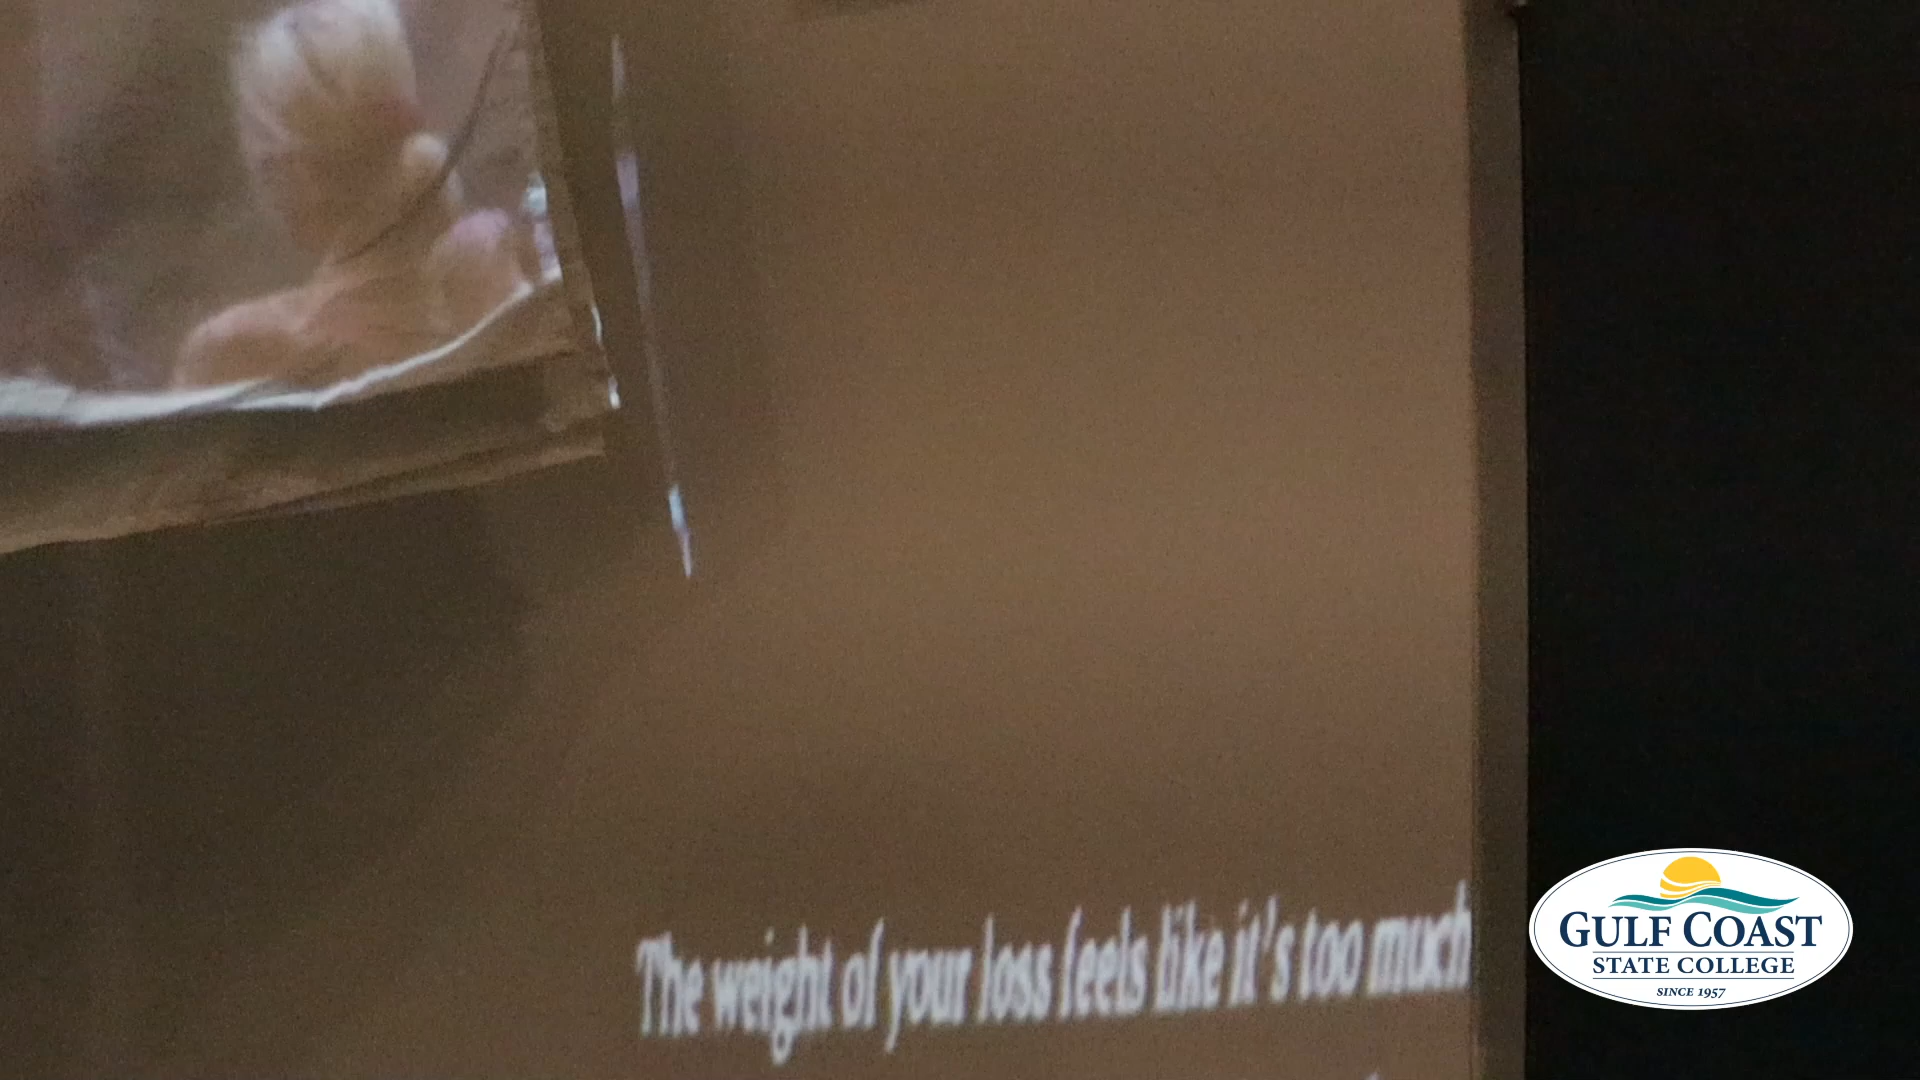 The weight of your loss feels like it's too much
GULF COAST
STATE COLLEGE
SINCE 1957